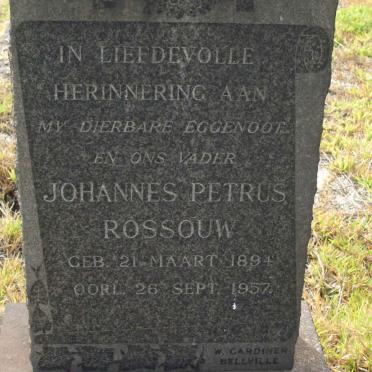 IN LIEFDEVOLLE
HERINNERING AAN
MY DIERBARE EGGENOOT
EN ONS VADER
JOHANNES PETRUS
ROSSOUW
GEB. 21 MAART 1894
OORL. 26 SEPT. 1957.
W. GARDINER
BELLVILLE